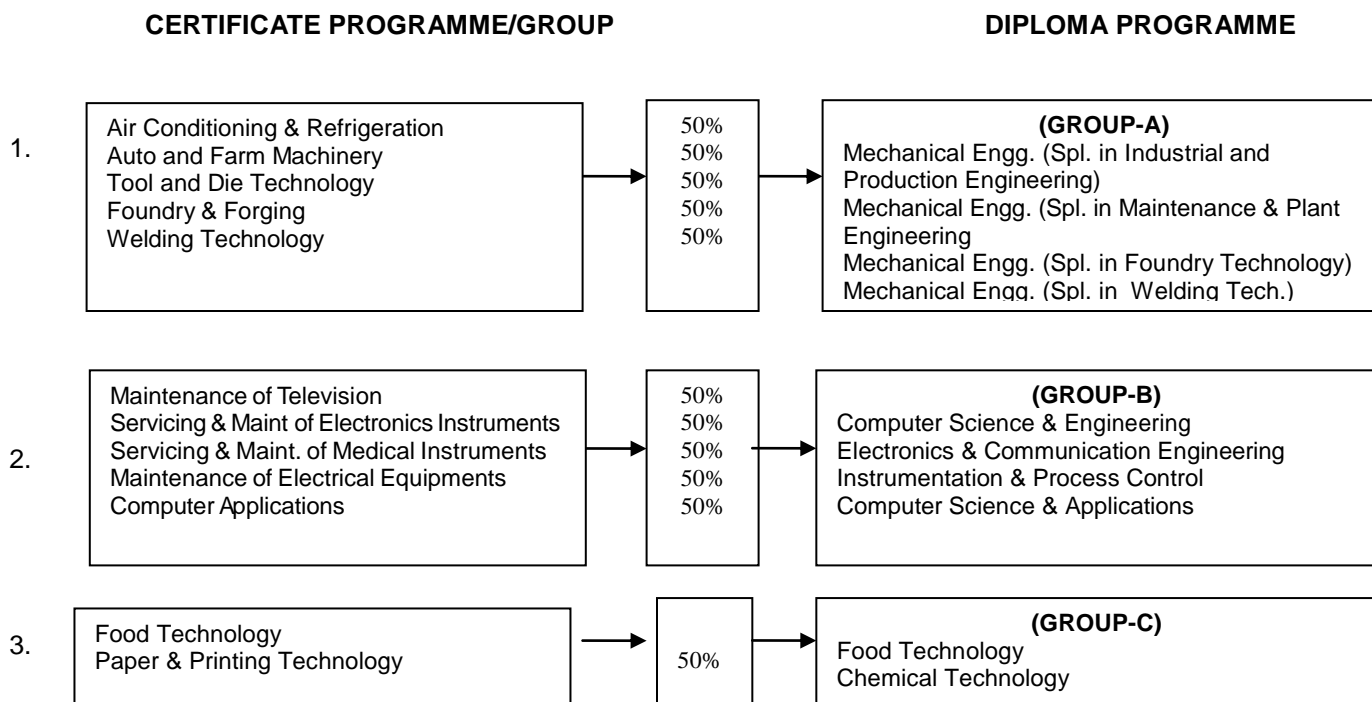 CERTIFICATE PROGRAMME/GROUP
DIPLOMA PROGRAMME
1.
Air Conditioning & Refrigeration
Auto and Farm Machinery
Tool and Die Technology
Foundry & Forging
Welding Technology
50%
50%
50%
50%
50%
(GROUP-A)
Mechanical Engg. (Spl. in Industrial and
Production Engineering)
Mechanical Engg. (Spl. in Maintenance & Plant
Engineering
Mechanical Engg. (Spl. in Foundry Technology)
Mechanical Engg. (Spl. in Welding Tech.)
2.
Maintenance of Television
Servicing & Maint of Electronics Instruments
Servicing & Maint. of Medical Instruments
Maintenance of Electrical Equipments
Computer Applications
50%
50%
50%
50%
50%
(GROUP-B)
Computer Science & Engineering
Electronics & Communication Engineering
Instrumentation & Process Control
Computer Science & Applications
3.
Food Technology
Paper & Printing Technology
50%
(GROUP-C)
Food Technology
Chemical Technology